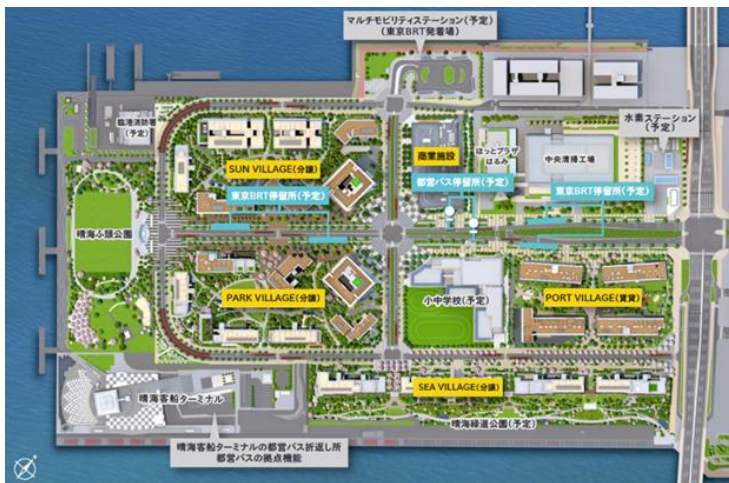 マルチモビリティステーション(予定)
(東京BRT発着場)
水素ステーション
(予定)
臨港消防署
(予定)
SUN VILLAGE(分譲)
商業施設
ほっとプラザ
はるみ
中央清掃工場
東京BRT停留所(予定)
都営バス停留所(予定)
東京BRT停留所(予定)
晴海ふ頭公園
PARK VILLAGE(分譲)
小中学校(予定)
PORT VILLAGE(賃貸)
SEA VILLAGE(分譲)
晴海客船ターミナル
晴海緑道公園(予定)
晴海客船ターミナルの都営バス折返し所
都営バスの拠点機能